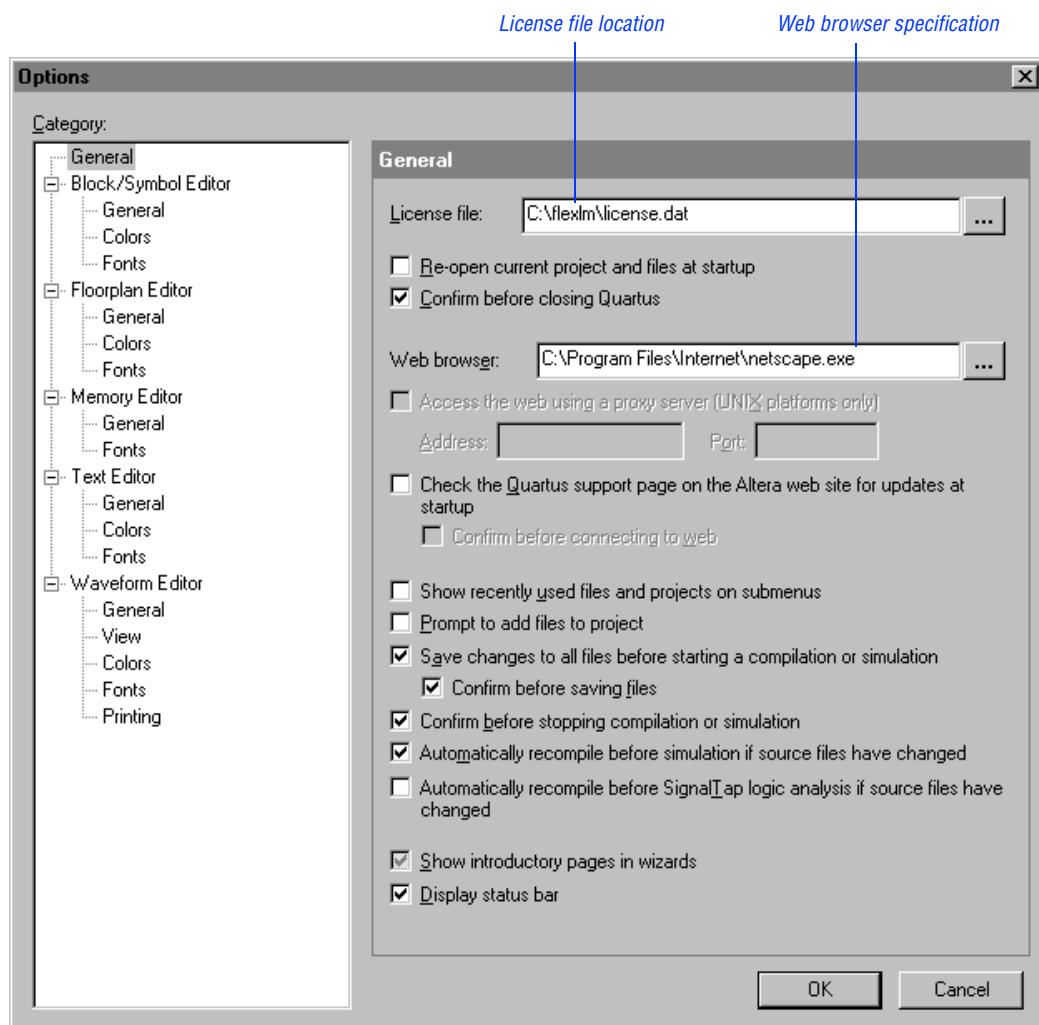 License file location
Web browser specification
Options
Category:
General
Block/Symbol Editor
General
Colors
Fonts
Floorplan Editor
General
Colors
Fonts
Memory Editor
General
Fonts
Text Editor
General
Colors
Fonts
Waveform Editor
General
View
Colors
Fonts
Printing
General
License file: C:\flexlm\license.dat ...
Re-open current project and files at startup
Confirm before closing Quartus
Web browser: C:\Program Files\Internet\netscape.exe ...
Access the web using a proxy server (UNIX platforms only)
Address: Port:
Check the Quartus support page on the Altera web site for updates at
startup
Confirm before connecting to web
Show recently used files and projects on submenus
Prompt to add files to project
Save changes to all files before starting a compilation or simulation
Confirm before saving files
Confirm before stopping compilation or simulation
Automatically recompile before simulation if source files have changed
Automatically recompile before SignalTap logic analysis if source files have
changed
Show introductory pages in wizards
Display status bar
OK Cancel